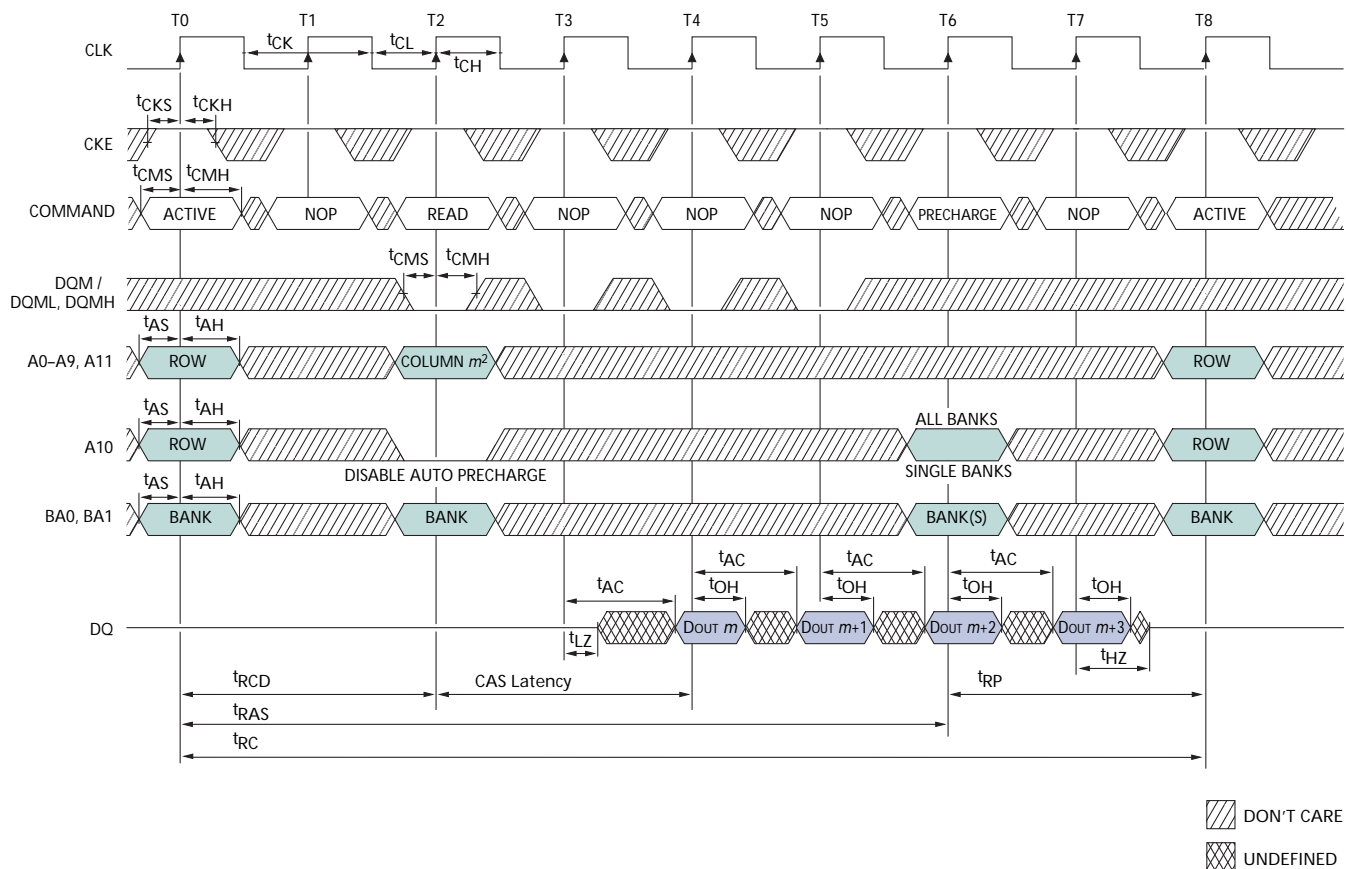 T0 T1 T2 T3 T4 T5 T6 T7 T8
CLK
tCK tCL
tCH
tCKS tCKH
CKE
tCMS tCMH
COMMAND ACTIVE NOP READ NOP NOP NOP PRECHARGE NOP ACTIVE
tCMS tCMH
DQM /
DQML, DQMH
tAS tAH
A0–A9, A11 ROW COLUMN m2 ROW
tAS tAH
ALL BANKS
A10 ROW ROW
DISABLE AUTO PRECHARGE SINGLE BANKS
tAS tAH
BA0, BA1 BANK BANK BANK(S) BANK
tAC tAC tAC tAC
tOH tOH tOH tOH
DQ DOUT m DOUT m+1 DOUT m+2 DOUT m+3
tLZ tHZ
tRCD CAS Latency tRP
tRAS
tRC
DON'T CARE
UNDEFINED